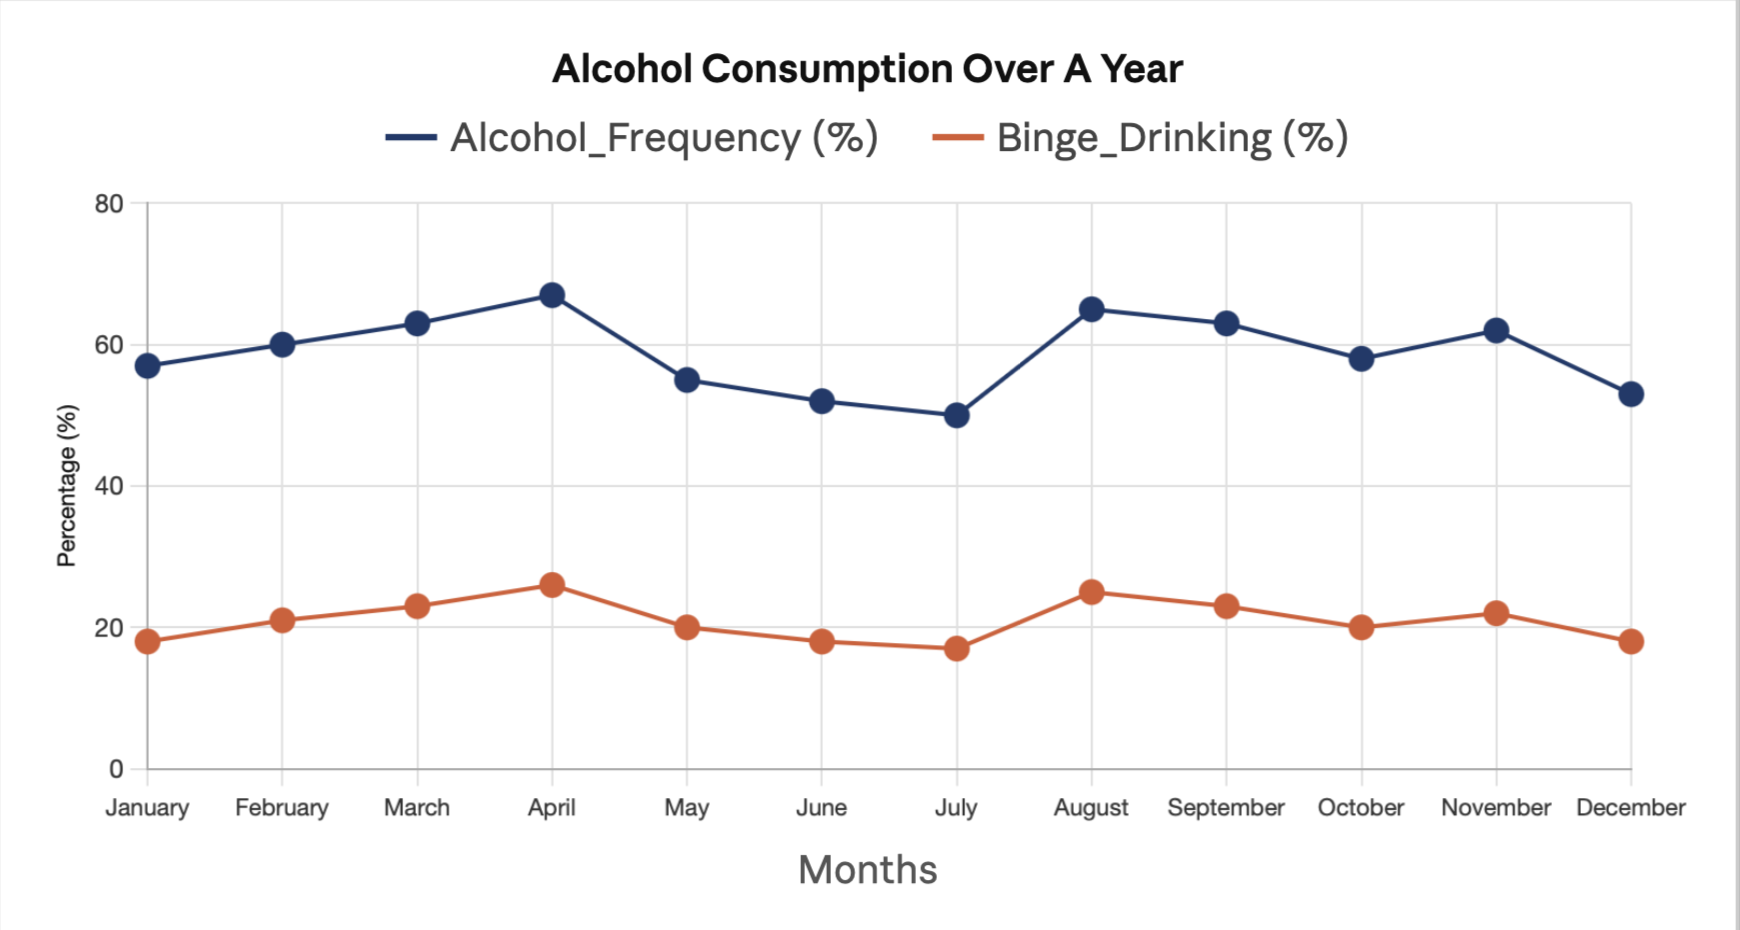 Alcohol Consumption Over A Year
Alcohol_Frequency (%) Binge_Drinking (%)
80
60
40
20
0
Percentage (%)
January February March April May June July August September October November December
Months